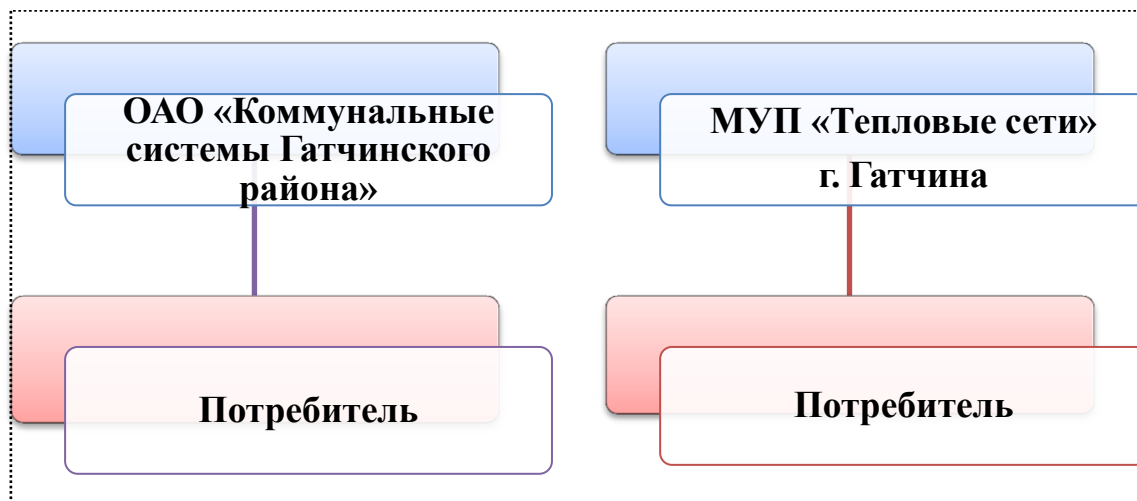 ОАО «Коммунальные
системы Гатчинского
района»
МУП «Тепловые сети»
г. Гатчина
Потребитель
Потребитель